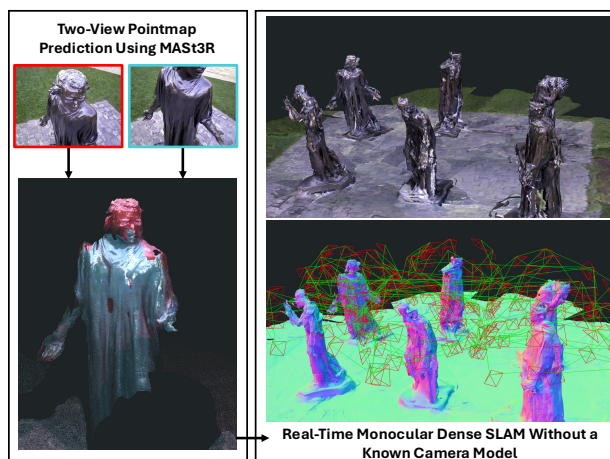 Two-View Pointmap
Prediction Using MASt3R
Real-Time Monocular Dense SLAM Without a
Known Camera Model